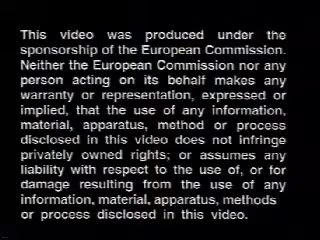 This video was produced under the
sponsorship of the European Commission.
Neither the European Commission nor any
person acting on its behalf makes any
warranty or representation, expressed or
implied, that the use of any information,
material, apparatus, method or process
disclosed in this video does not infringe
privately owned rights; or assumes any
liability with respect to the use of, or for
damage resulting from the use of any
information, material, apparatus, methods
or process disclosed in this video.